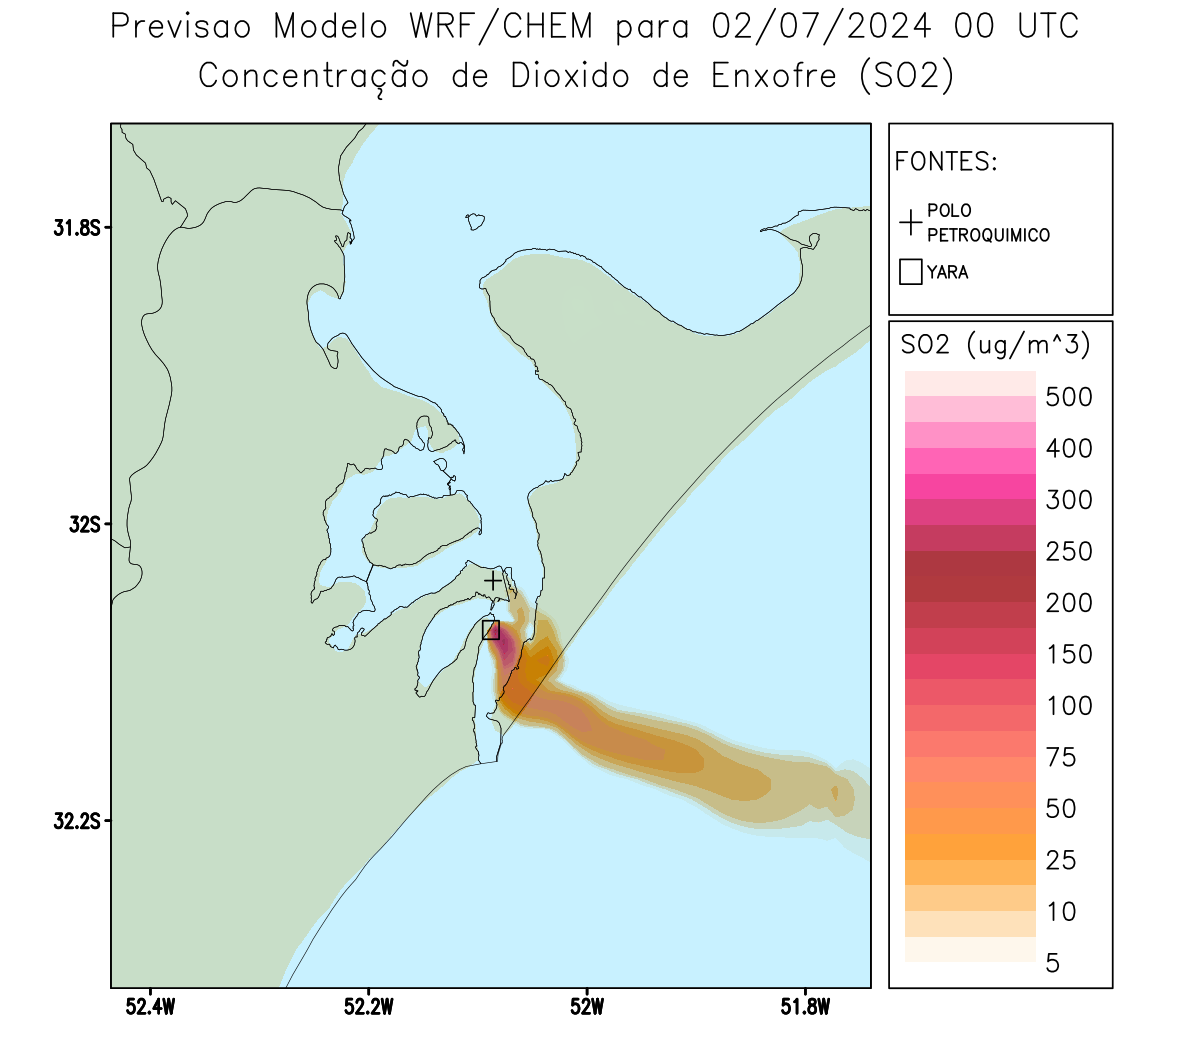 Previsao Modelo WRF/CHEM para 02/07/2024 00 UTC
Concentração de Dioxido de Enxofre (SO2)
FONTES:
POLO
PETROQUIMICO
YARA
SO2 (ug/m^3)
500
400
300
250
200
150
100
75
50
25
10
5
31.8S
32S
32.2S
52.4W
52.2W
52W
51.8W